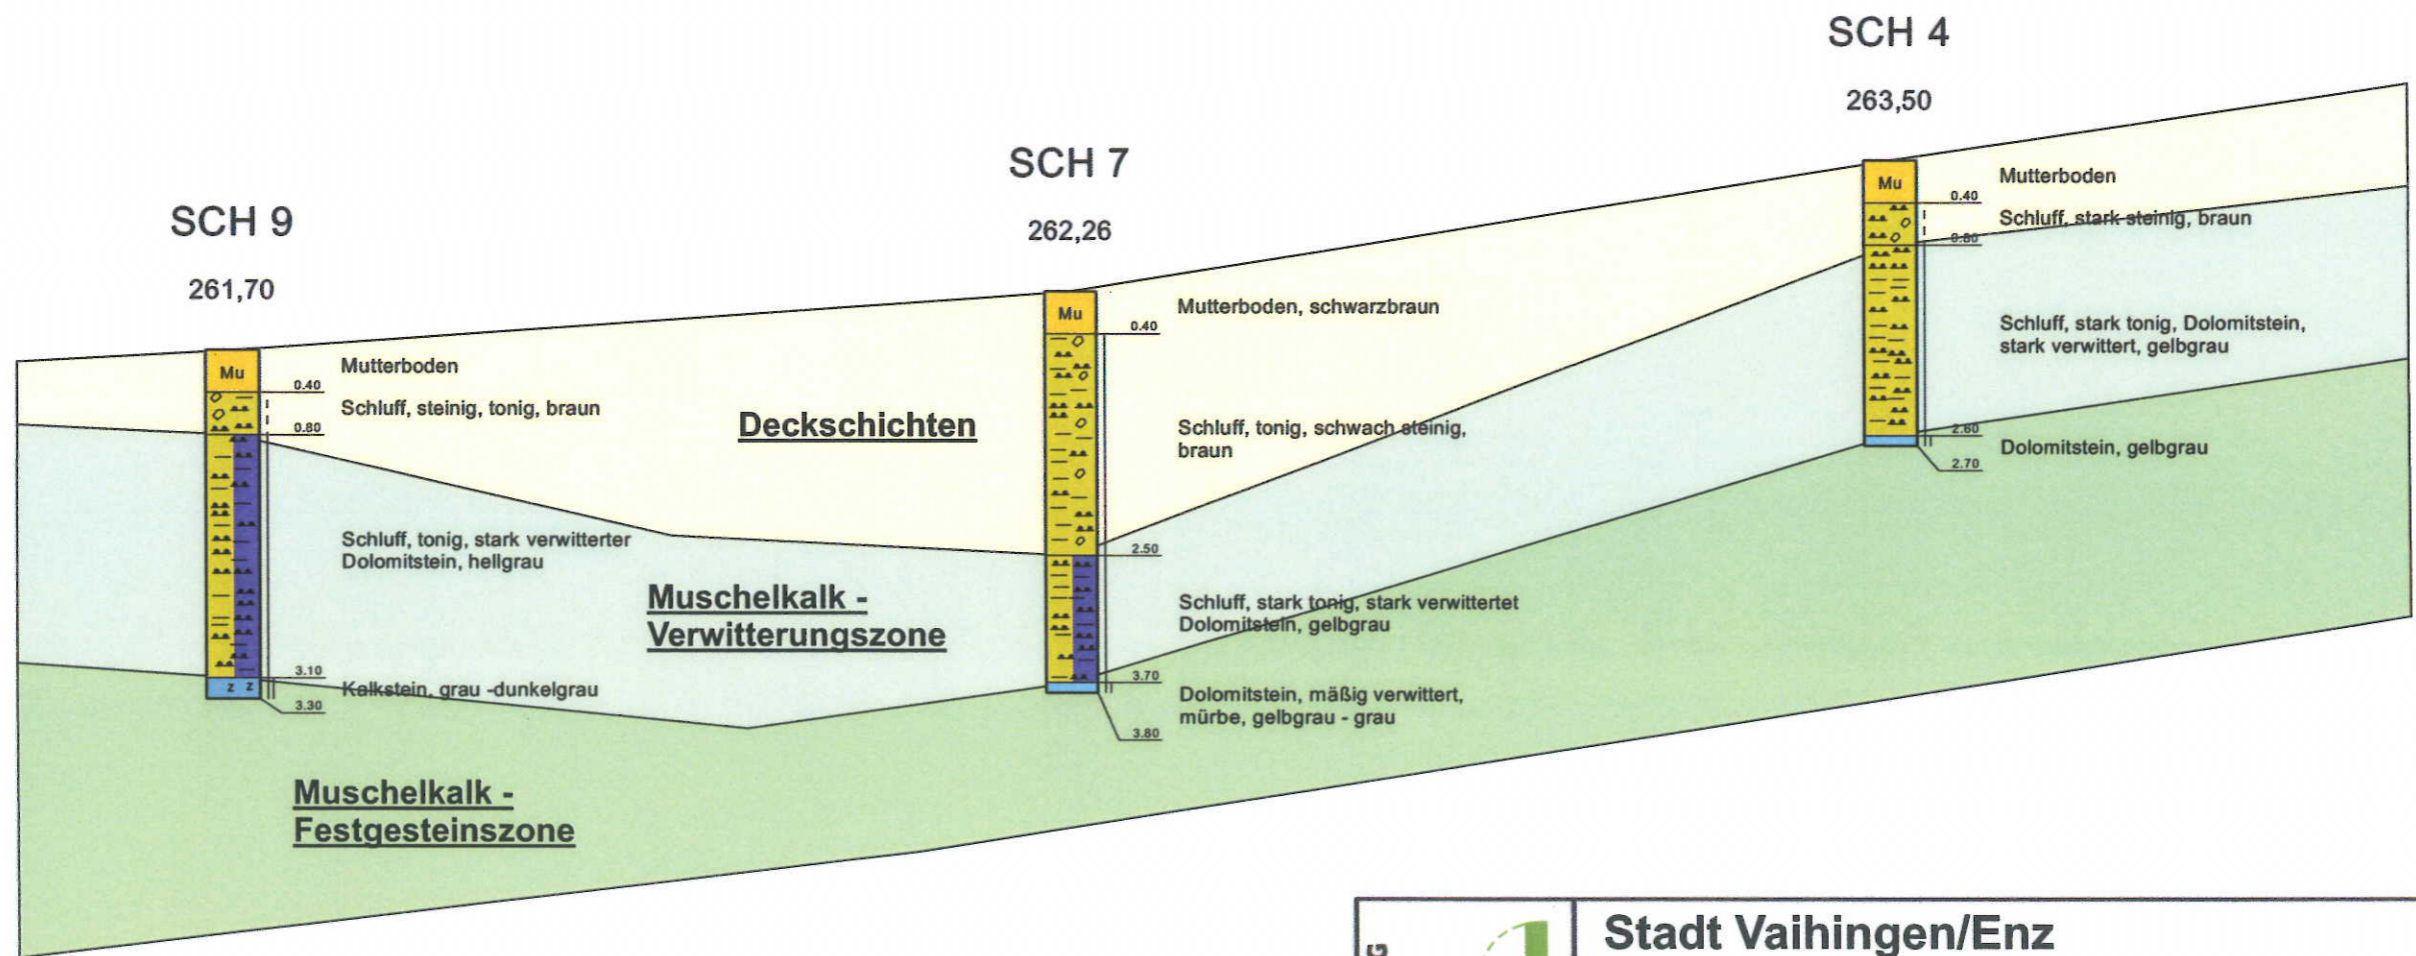 SCH 4
263,50
SCH 7
262,26
SCH 9
261,70
Mu
0.40
Mutterboden
0.80
Schluff, steinig, tonig, braun
Schluff, tonig, stark verwitterter
Dolomitstein, hellgrau
3.10
z z
Kalkstein, grau -dunkelgrau
3.30
Deckschichten
Muschelkalk -
Verwitterungszone
Muschelkalk -
Festgesteinszone
Mu
0.40
Mutterboden, schwarzbraun
Schluff, tonig, schwach steinig,
braun
2.50
Schluff, stark tonig, stark verwittertet
Dolomitstein, gelbgrau
3.70
Dolomitstein, mäßig verwittert,
mürbe, gelbgrau - grau
3.80
Mu
Mutterboden
0.40
Schluff, stark steinig, braun
0.80
Schluff, stark tonig, Dolomitstein,
stark verwittert, gelbgrau
2.60
Dolomitstein, gelbgrau
2.70
Stadt Vaihingen/Enz
G